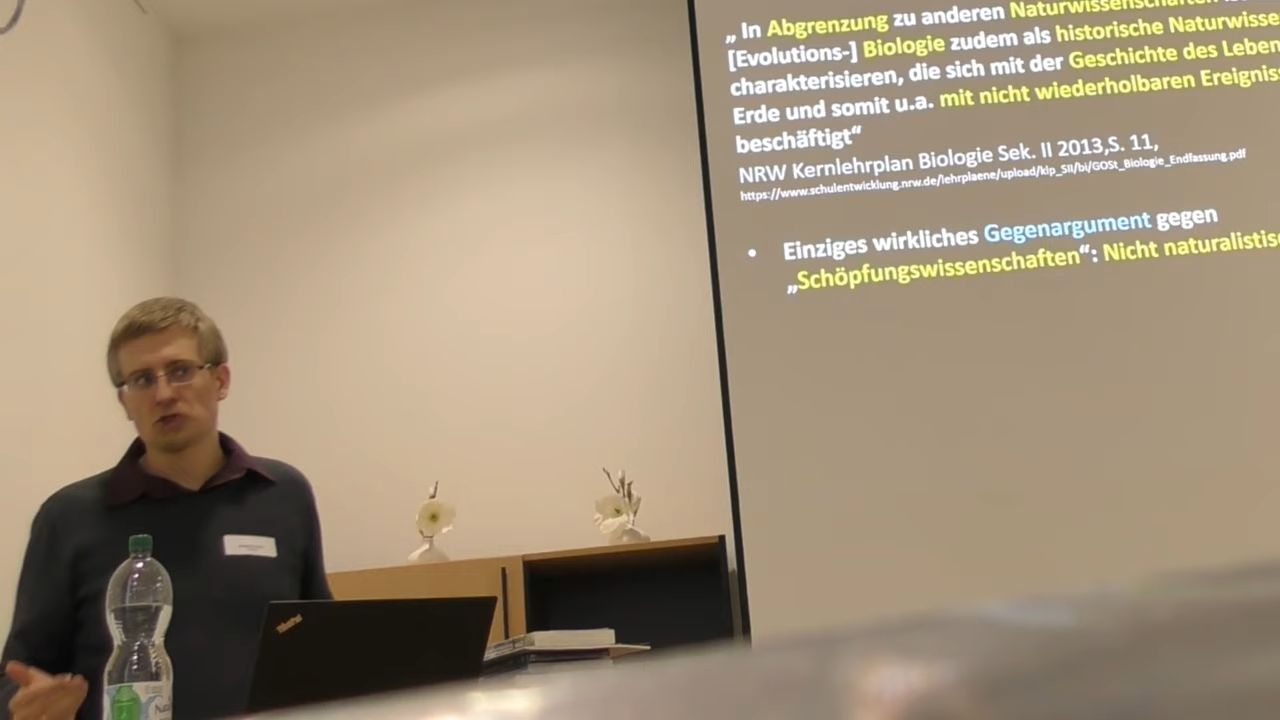 „ In Abgrenzung zu anderen Naturwissenschaften
[Evolutions-] Biologie zudem als historische
charakterisieren, die sich mit der Geschichte des
Erde und somit u.a. mit nicht wiederholbaren
beschäftigt“
NRW Kernlehrplan Biologie Sek. II 2013,S. 11,
https://www.schulentwicklung.nrw.de/lehrplaene/upload/klp_SII/bi/GOSt_Biologie_Endfassung.pdf
• Einziges wirkliches Gegenargument gegen
„Schöpfungswissenschaften“: Nicht
ThinkPad